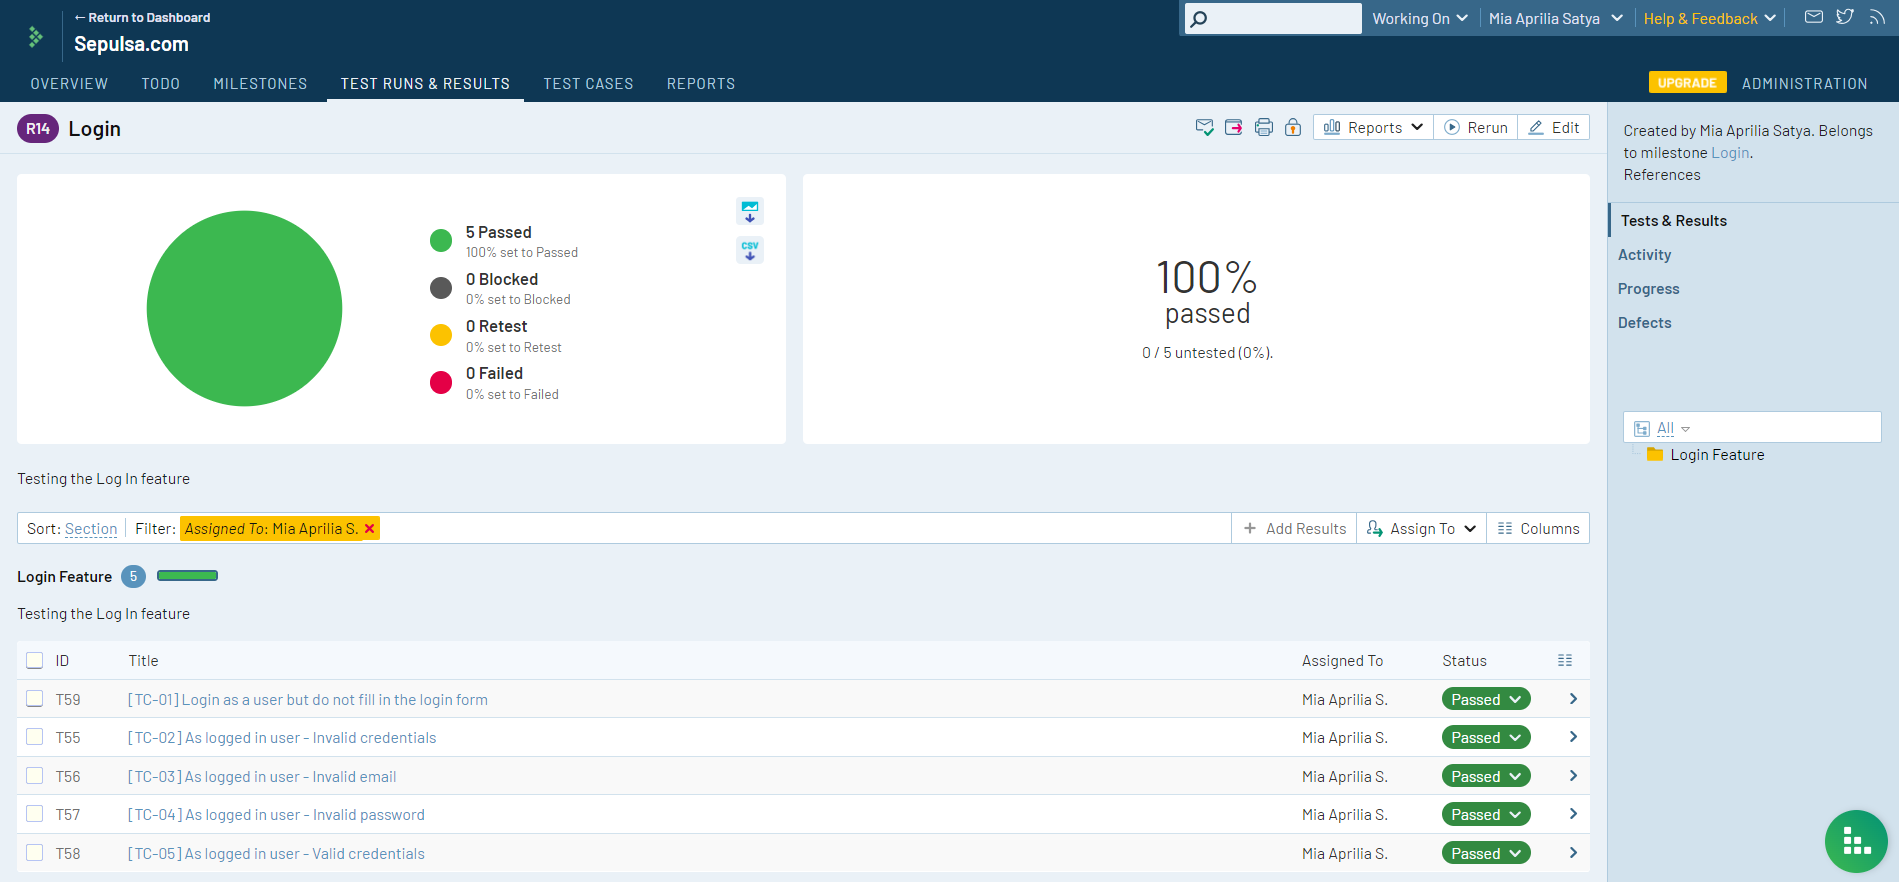 ← Return to Dashboard
Sepulsa.com
Working On
Mia Aprilia Satya
Help & Feedback
OVERVIEW TODO MILESTONES TEST RUNS & RESULTS TEST CASES REPORTS
UPGRADE ADMINISTRATION
R14 Login
Reports Rerun Edit
Created by Mia Aprilia Satya. Belongs
to milestone Login.
References
Tests & Results
Activity
Progress
Defects
All
Login Feature
5 Passed
100% set to Passed
0 Blocked
0% set to Blocked
0 Retest
0% set to Retest
0 Failed
0% set to Failed
CSV
100%
passed
0 / 5 untested (0%).
Testing the Log In feature
Sort: Section Filter: Assigned To: Mia Aprilia S.
+ Add Results Assign To Columns
Login Feature 5
Testing the Log In feature
ID Title Assigned To Status
T59 [TC-01] Login as a user but do not fill in the login form Mia Aprilia S. Passed
T55 [TC-02] As logged in user - Invalid credentials Mia Aprilia S. Passed
T56 [TC-03] As logged in user - Invalid email Mia Aprilia S. Passed
T57 [TC-04] As logged in user - Invalid password Mia Aprilia S. Passed
T58 [TC-05] As logged in user - Valid credentials Mia Aprilia S. Passed